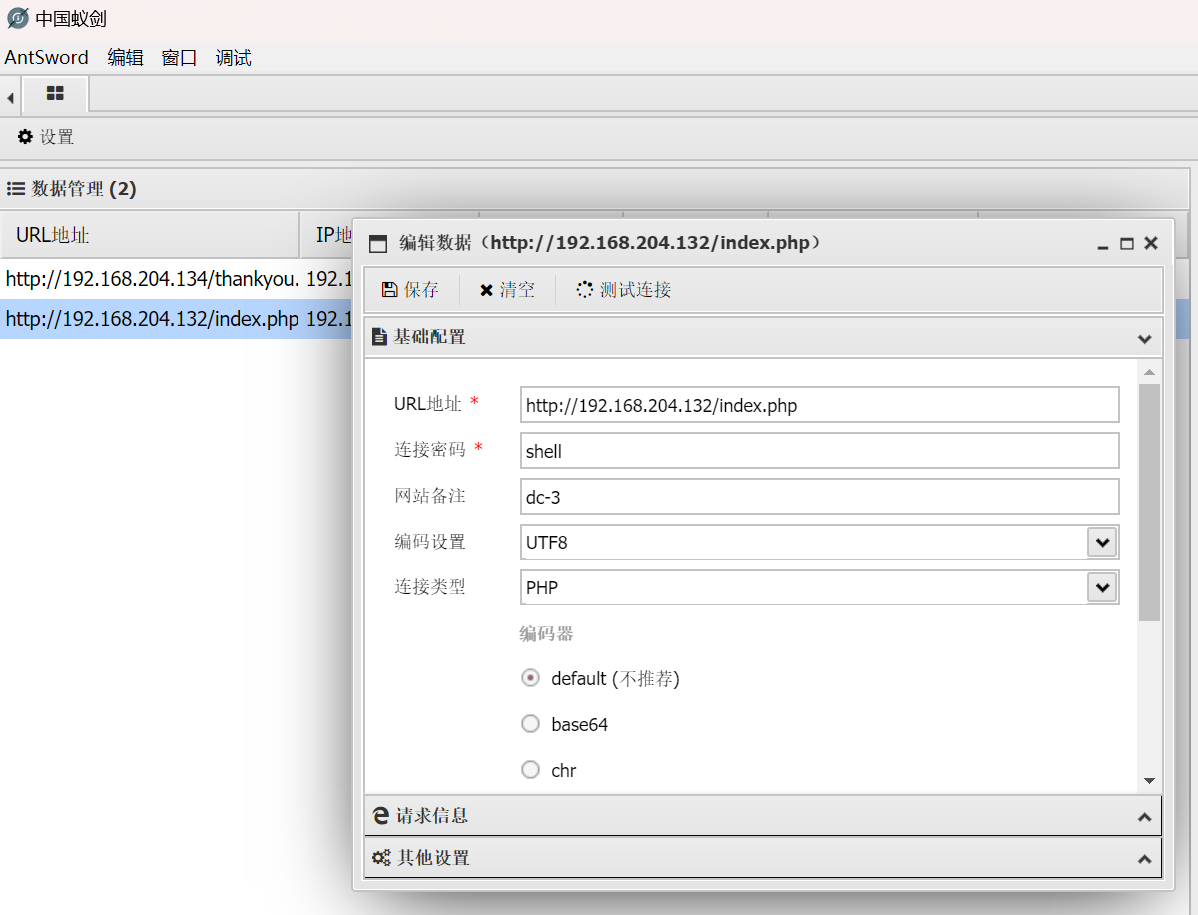 中国蚁剑
AntSword 编辑 窗口 调试
设置
数据管理 (2)
URL地址 IP地
http://192.168.204.134/thankyou. 192.1
http://192.168.204.132/index.php 192.1
编辑数据（http://192.168.204.132/index.php）
保存 清空 测试连接
基础配置
URL地址 * http://192.168.204.132/index.php
连接密码 * shell
网站备注 dc-3
编码设置 UTF8
连接类型 PHP
编码器
default (不推荐)
base64
chr
请求信息
其他设置